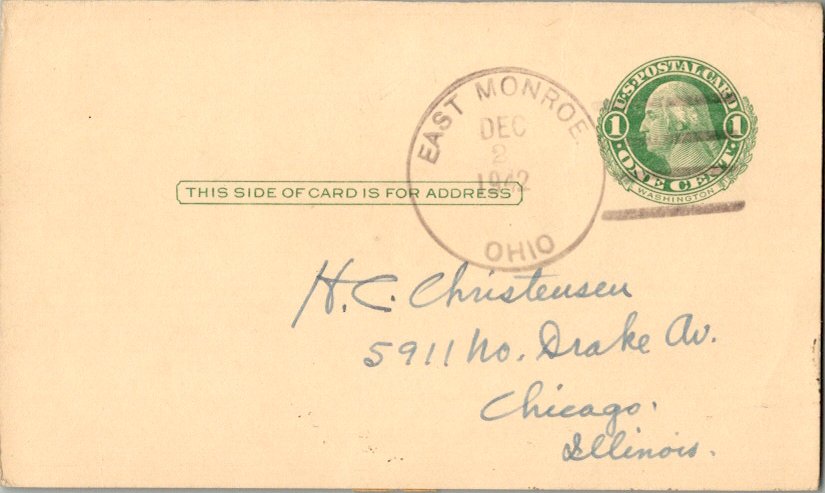 U.S. POSTAL CARD
1 1
· ONE CENT ·
WASHINGTON
EAST MONROE
DEC
2
1942
OHIO
THIS SIDE OF CARD IS FOR ADDRESS
H. C. Christensen
5911 No. Drake Av.
Chicago.
Illinois.